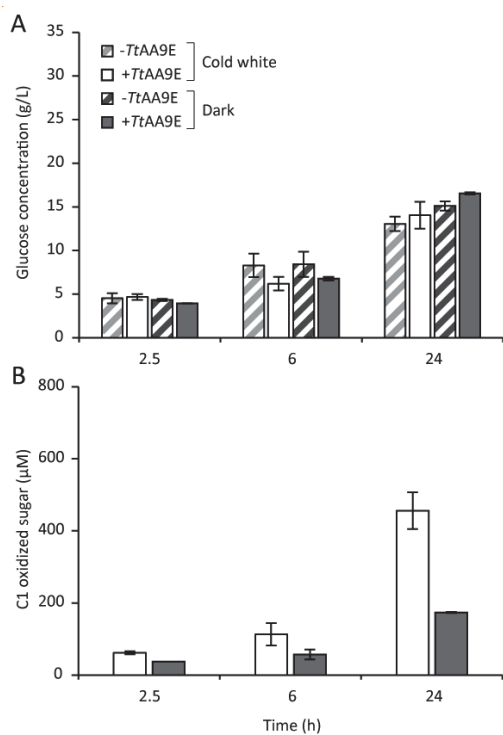 A
35
30
25
20
15
10
5
0
Glucose concentration (g/L)
-TtAA9E
+TtAA9E
Cold white
-TtAA9E
+TtAA9E
Dark
2.5 6 24
B
800
600
400
200
0
C1 oxidized sugar (µM)
2.5 6 24
Time (h)